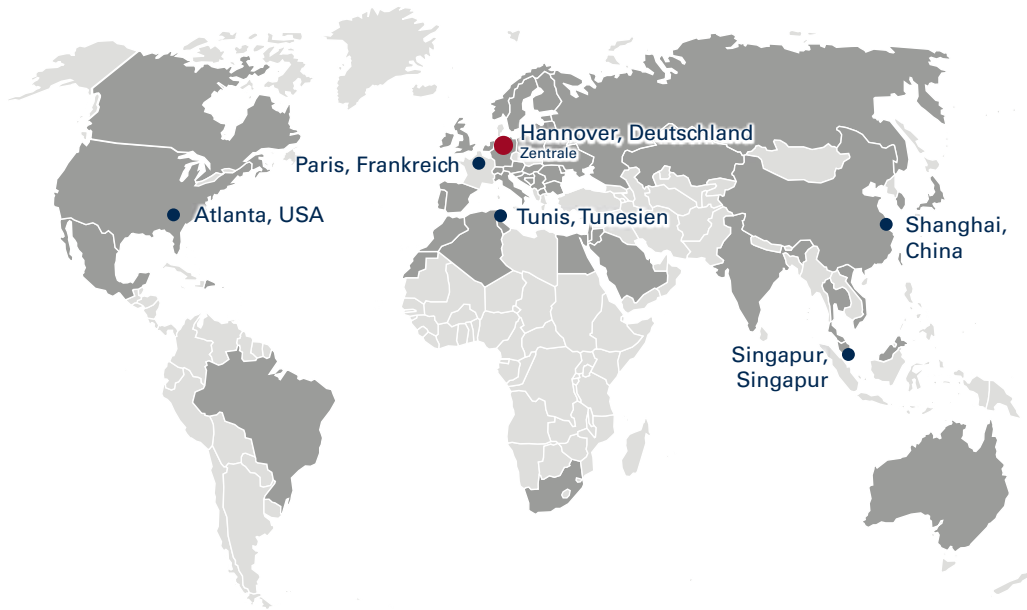 Hannover, Deutschland
Zentrale
Paris, Frankreich
Atlanta, USA
Tunis, Tunesien
Shanghai,
China
Singapur,
Singapur